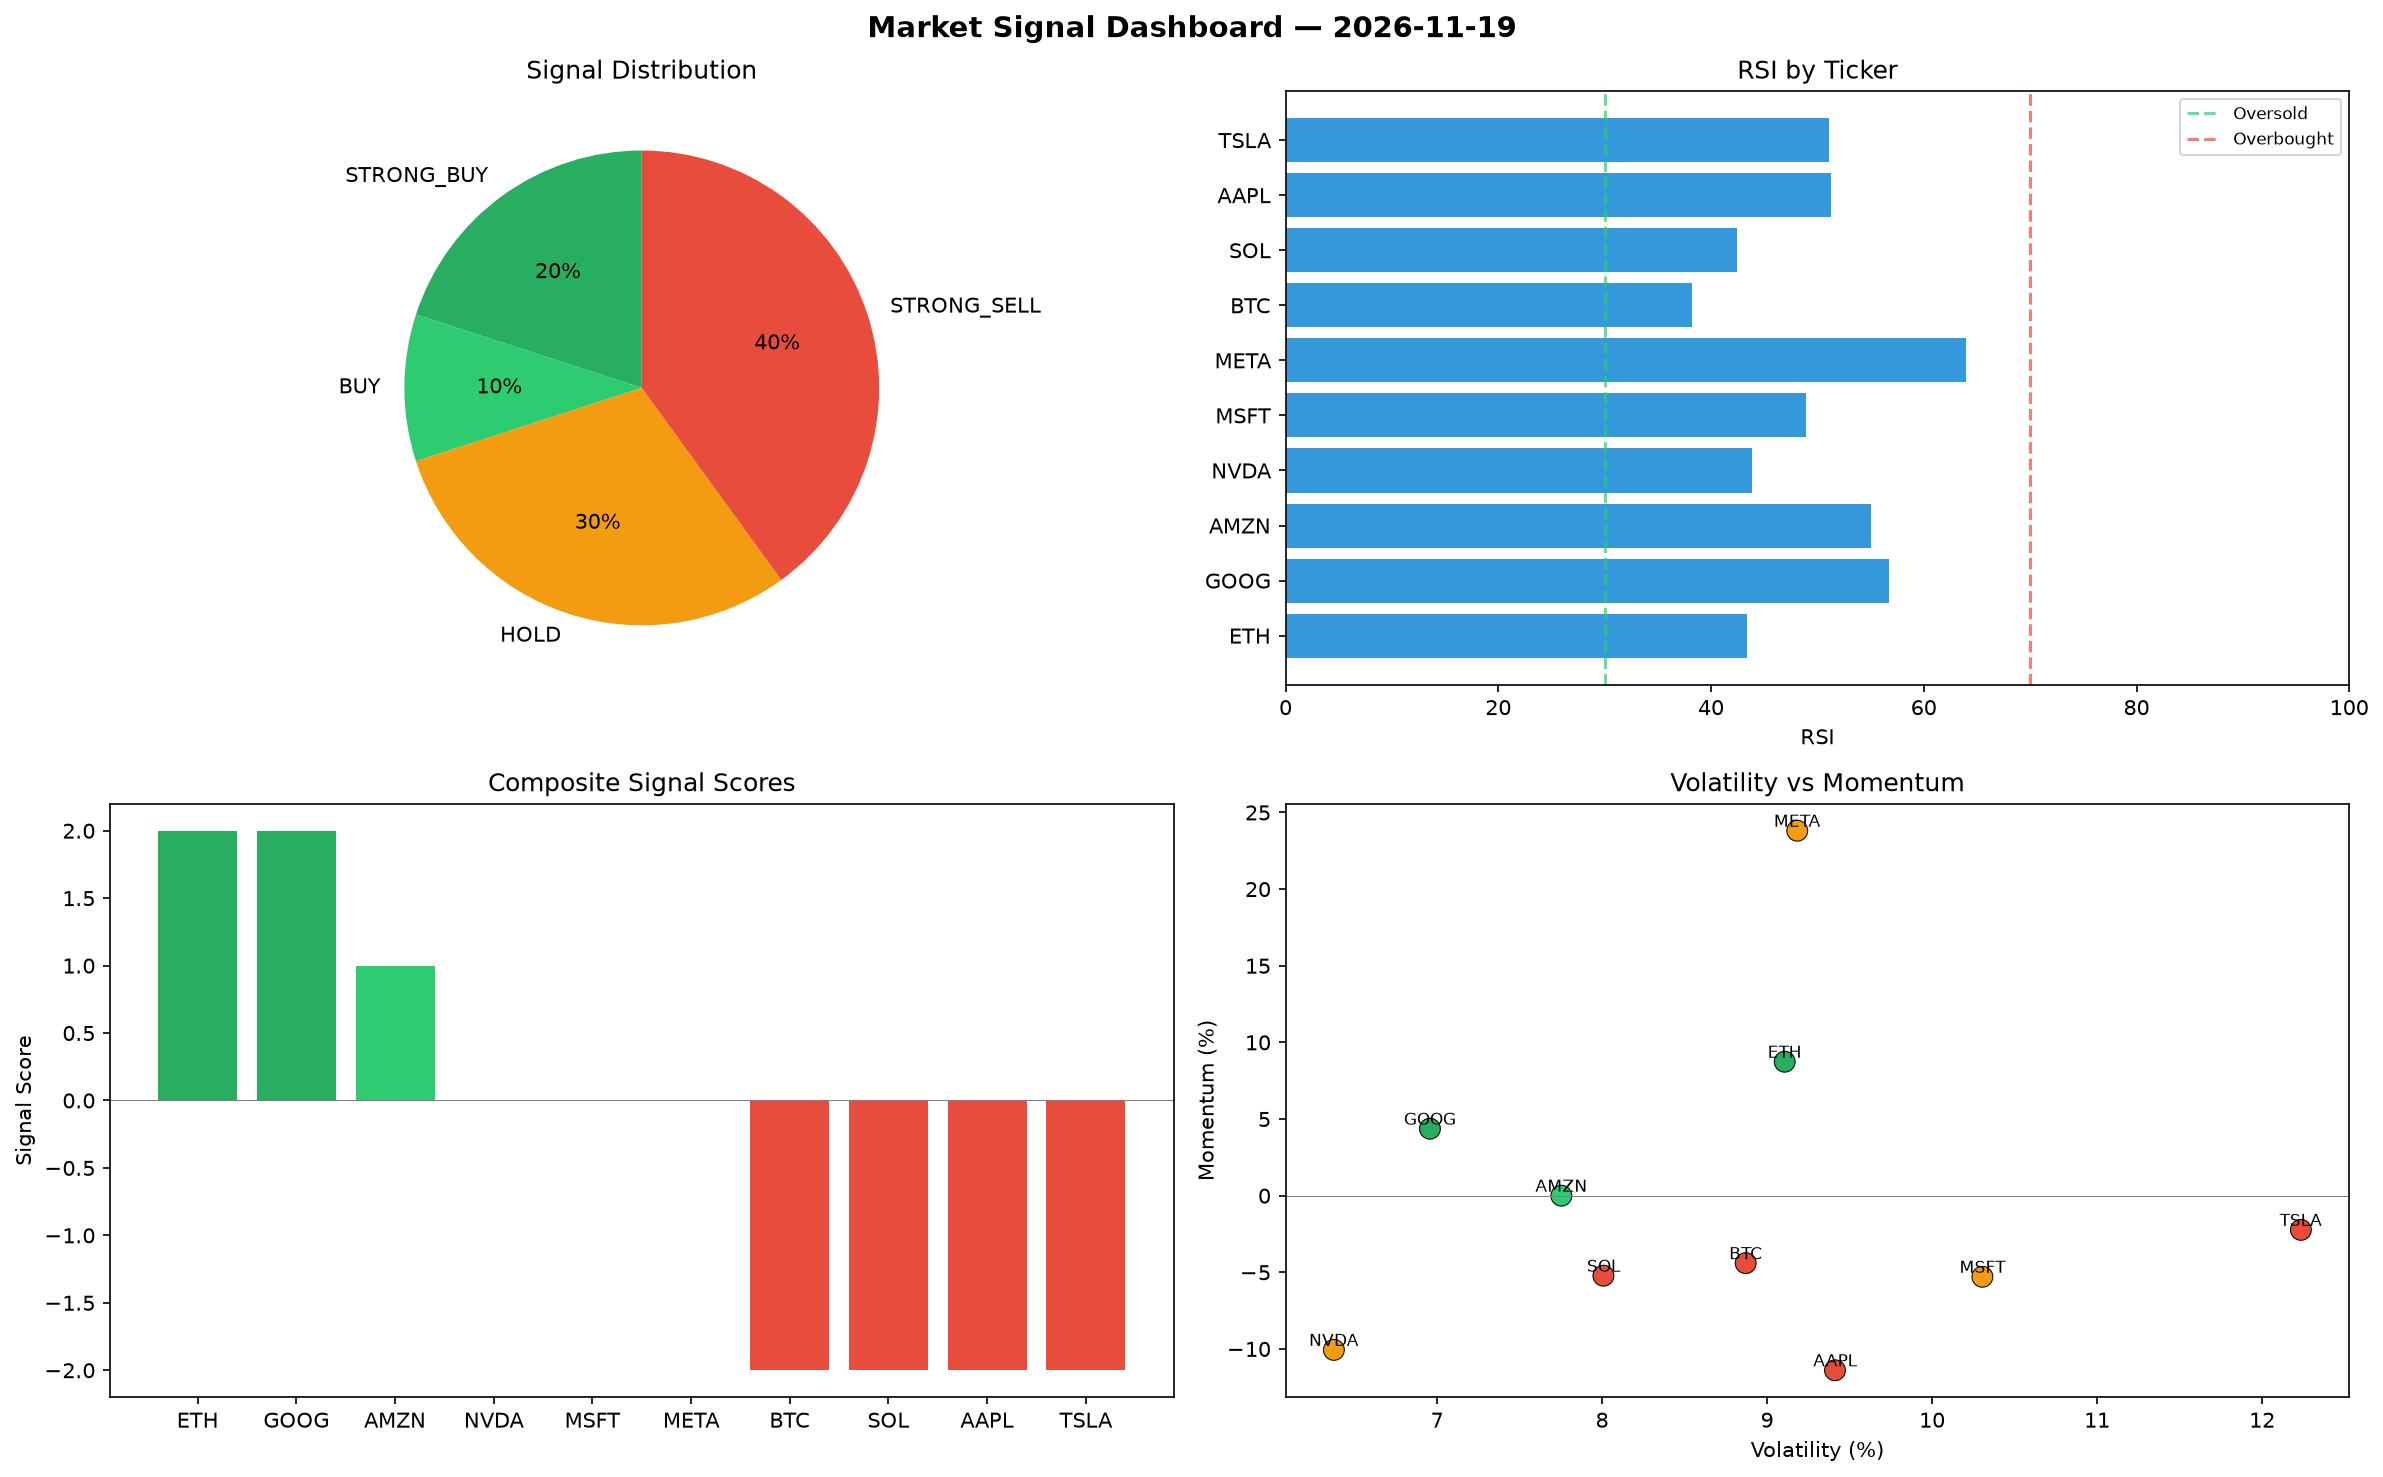 Market Signal Dashboard — 2026-11-19
Signal Distribution
STRONG_BUY
20%
BUY
10%
HOLD
30%
STRONG_SELL
40%
RSI by Ticker
Oversold
Overbought
TSLA
AAPL
SOL
BTC
META
MSFT
NVDA
AMZN
GOOG
ETH
0 20 40 60 80 100
RSI
Composite Signal Scores
Signal Score
2.0
1.5
1.0
0.5
0.0
−0.5
−1.0
−1.5
−2.0
ETH GOOG AMZN NVDA MSFT META BTC SOL AAPL TSLA
Volatility vs Momentum
Momentum (%)
25
20
15
10
5
0
−5
−10
META
ETH
GOOG
AMZN
TSLA
BTC
SOL
MSFT
NVDA
AAPL
7 8 9 10 11 12
Volatility (%)